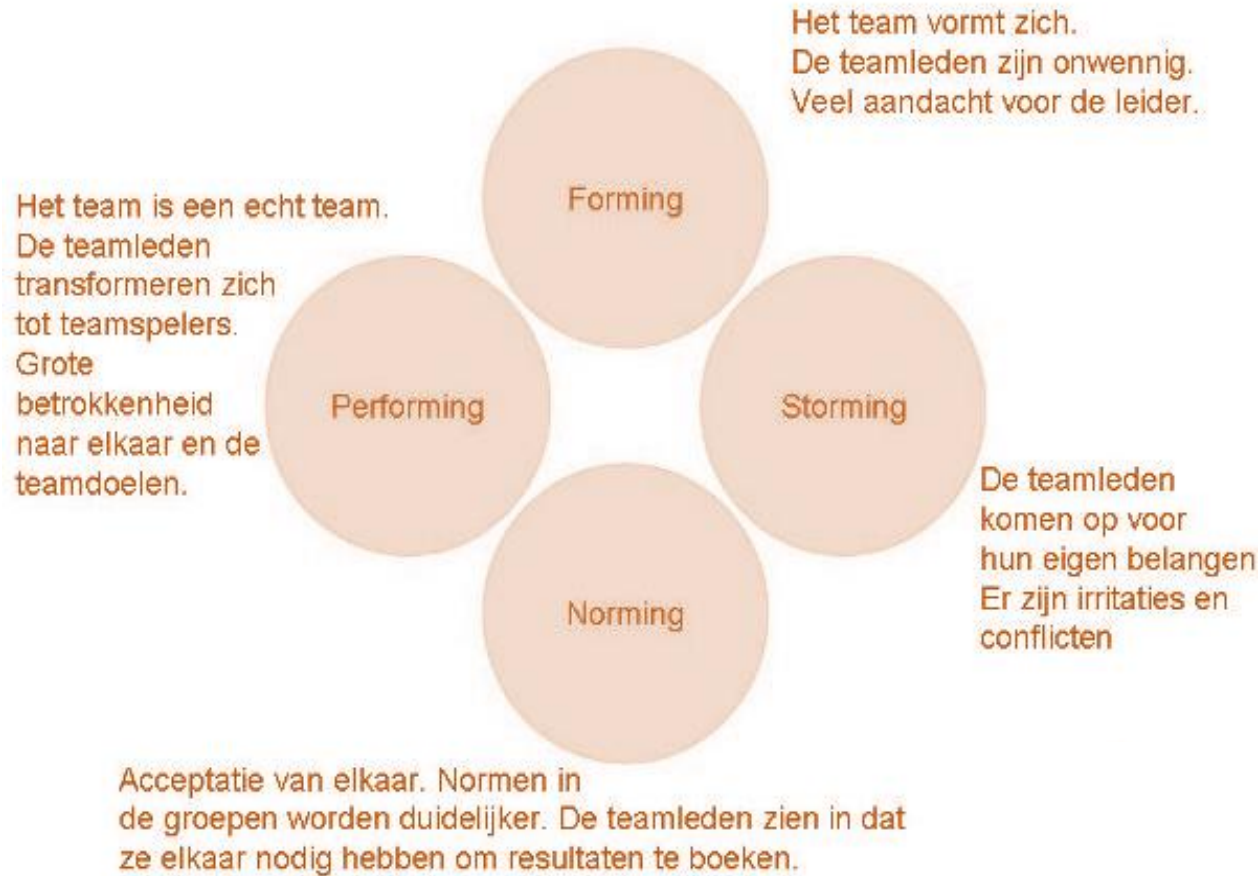 Het team vormt zich.
De teamleden zijn onwennig.
Veel aandacht voor de leider.
Forming
Storming
De teamleden
komen op voor
hun eigen belangen
Er zijn irritaties en
conflicten
Norming
Acceptatie van elkaar. Normen in
de groepen worden duidelijker. De teamleden zien in dat
ze elkaar nodig hebben om resultaten te boeken.
Performing
Het team is een echt team.
De teamleden
transformeren zich
tot teamspelers.
Grote
betrokkenheid
naar elkaar en de
teamdoelen.